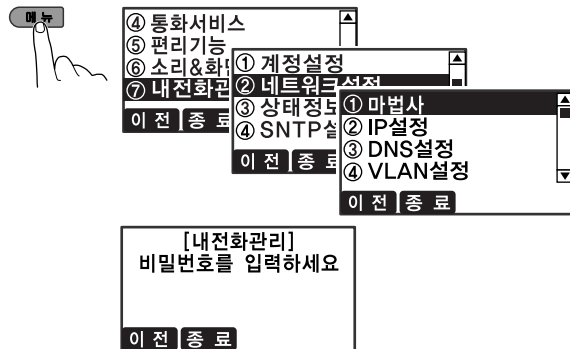 메뉴
④ 통화서비스
⑤ 편리기능
⑥ 소리&화
⑦ 내전화관
이 전 종 료
① 계정설정
② 네트워크설정
③ 상태정보
④ SNTP설
이 전 종 료
① 마법사
② IP설정
③ DNS설정
④ VLAN설정
이 전 종 료
[내전화관리]
비밀번호를 입력하세요
이 전 종 료